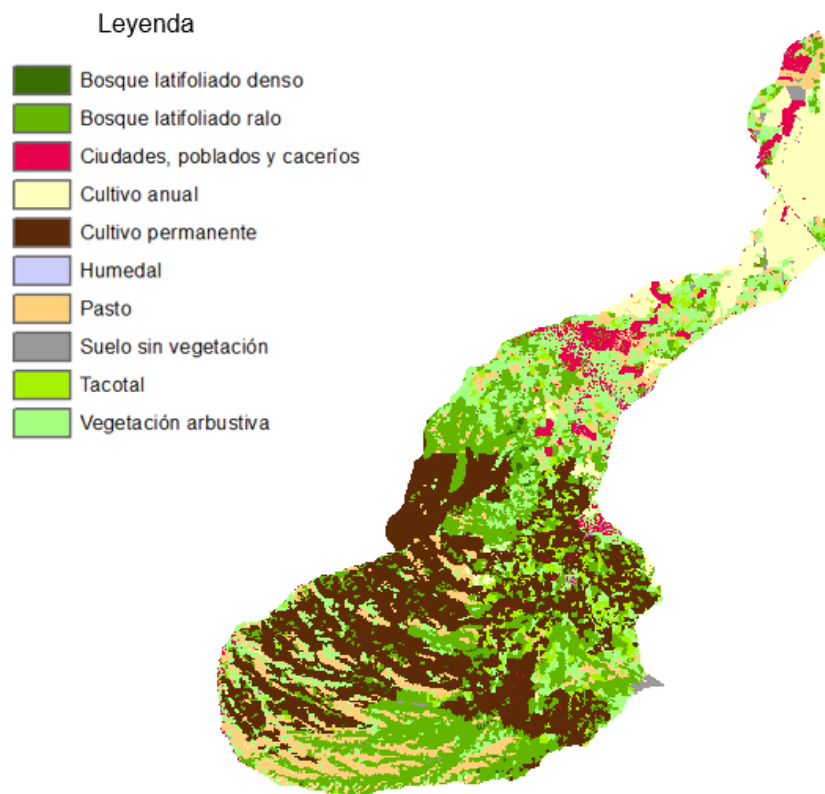 Leyenda
Bosque latifoliado denso
Bosque latifoliado ralo
Ciudades, poblados y caceríos
Cultivo anual
Cultivo permanente
Humedal
Pasto
Suelo sin vegetación
Tacotal
Vegetación arbustiva